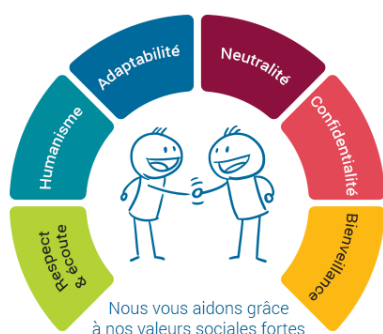 Respect
& écoute
Humanisme
Adaptabilité
Neutralité
Confidentialité
Bienveillance
Nous vous aidons grâce
à nos valeurs sociales fortes